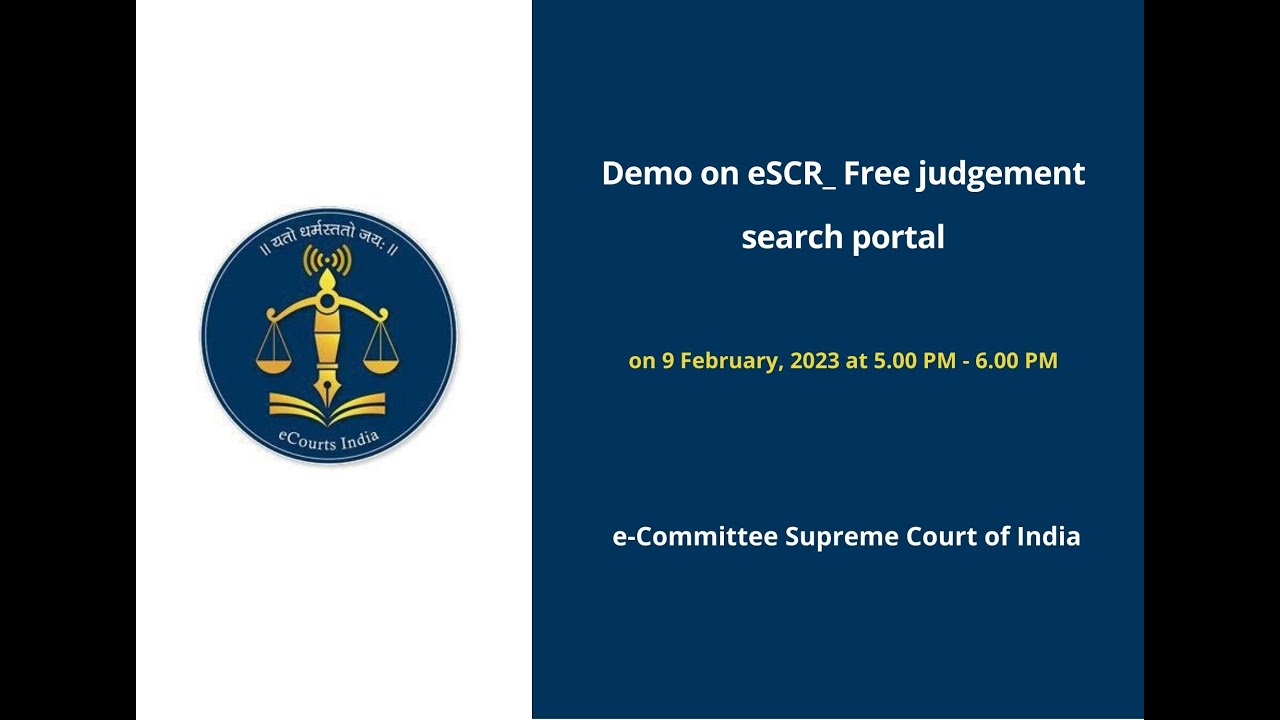 ॥ यतो धर्मस्ततो जयः ॥
eCourts India
Demo on eSCR_ Free judgement
search portal
on 9 February, 2023 at 5.00 PM - 6.00 PM
e-Committee Supreme Court of India